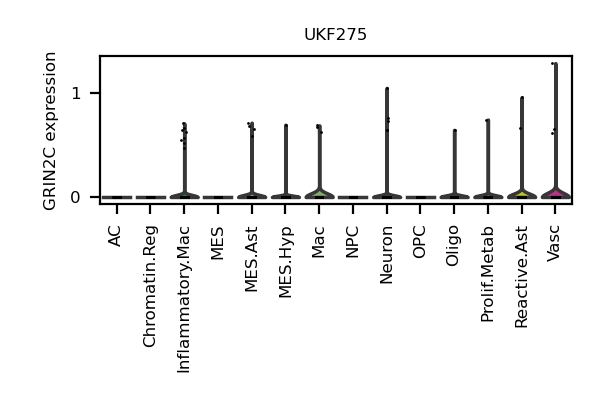 UKF275
GRIN2C expression
1
0
AC
Chromatin.Reg
Inflammatory.Mac
MES
MES.Ast
MES.Hyp
Mac
NPC
Neuron
OPC
Oligo
Prolif.Metab
Reactive.Ast
Vasc